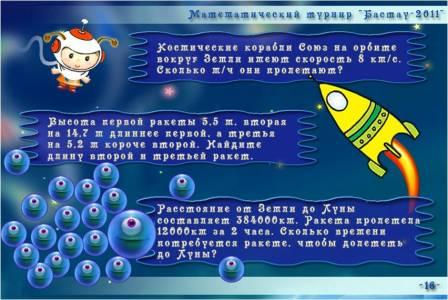 Математический турнир "Бастау-2011"
Космические корабли Союз на орбите
вокруг Земли имеют скорость 8 км/с.
Сколько м/ч они пролетают?
Высота первой ракеты 5,5 м, вторая
на 14,7 м длиннее первой, а третья
на 5,2 м короче второй. Найдите
длину второй и третьей ракет.
Расстояние от Земли до Луны
составляет 384000км. Ракета пролетела
12000км за 2 часа. Сколько времени
потребуется ракете, чтобы долететь
до Луны?
-16-